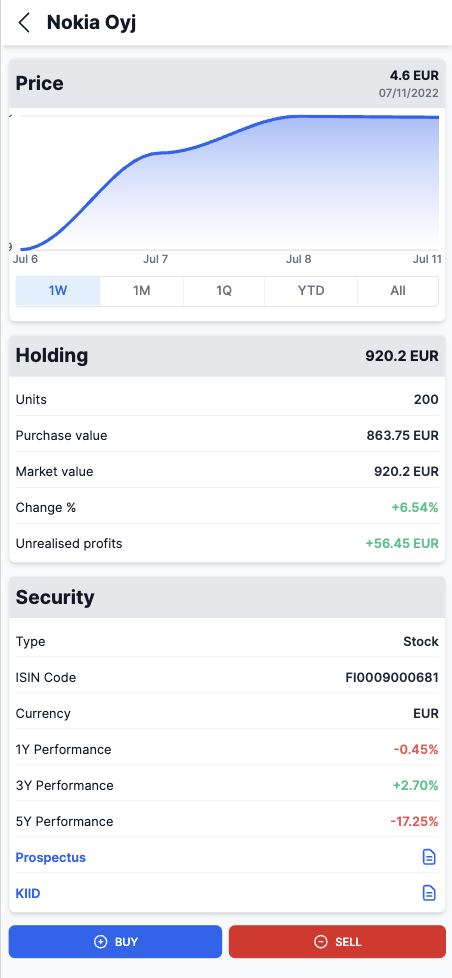 Nokia Oyj
Price
4.6 EUR
07/11/2022
9
Jul 6
Jul 7
Jul 8
Jul 11
1W
1M
1Q
YTD
All
Holding
920.2 EUR
Units
200
Purchase value
863.75 EUR
Market value
920.2 EUR
Change %
+6.54%
Unrealised profits
+56.45 EUR
Security
Type
Stock
ISIN Code
FI0009000681
Currency
EUR
1Y Performance
-0.45%
3Y Performance
+2.70%
5Y Performance
-17.25%
Prospectus
KIID
BUY
SELL